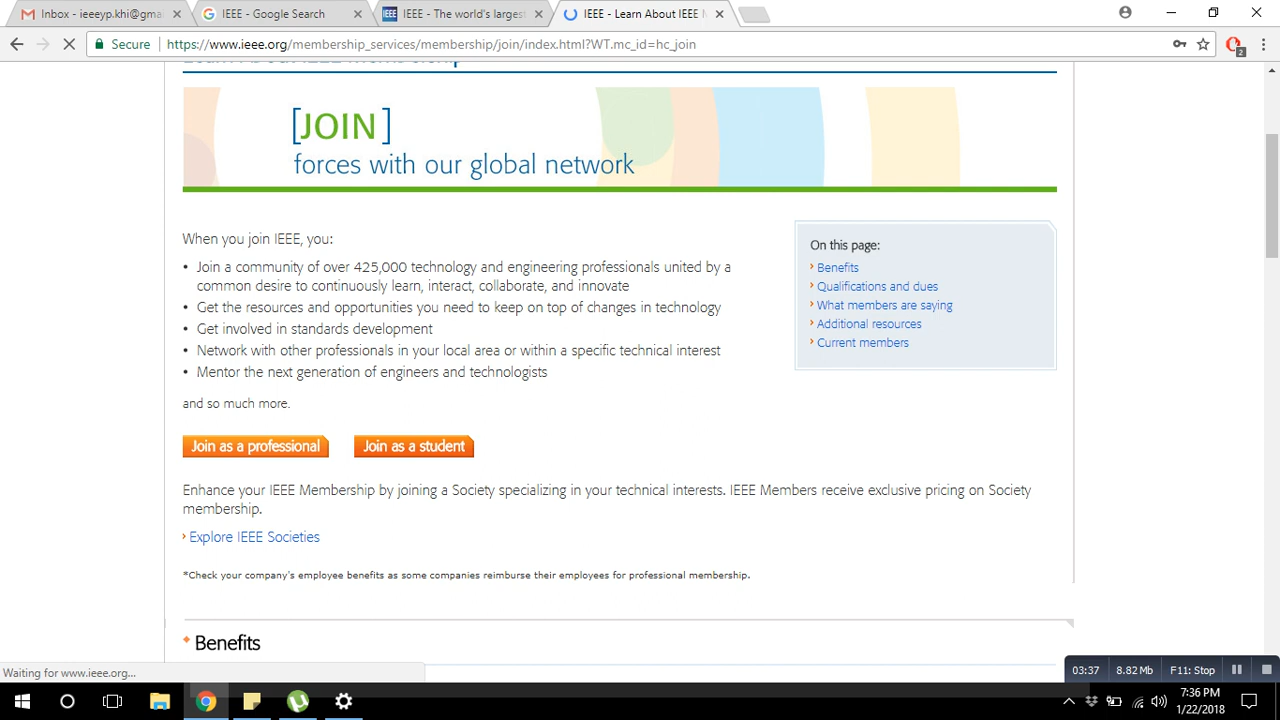 Inbox - ieeeyp.khi@gma
IEEE - Google Search
IEEE - The world's largest
IEEE - Learn About IEEE M
Secure
https://www.ieee.org/membership_services/membership/join/index.html?WT.mc_id=hc_join
2
Learn About IEEE Membership
[JOIN]
forces with our global network
When you join IEEE, you:
• Join a community of over 425,000 technology and engineering professionals united by a
common desire to continuously learn, interact, collaborate, and innovate
• Get the resources and opportunities you need to keep on top of changes in technology
• Get involved in standards development
• Network with other professionals in your local area or within a specific technical interest
• Mentor the next generation of engineers and technologists
and so much more.
On this page:
Benefits
Qualifications and dues
What members are saying
Additional resources
Current members
Join as a professional
Join as a student
Enhance your IEEE Membership by joining a Society specializing in your technical interests. IEEE Members receive exclusive pricing on Society
membership.
Explore IEEE Societies
*Check your company's employee benefits as some companies reimburse their employees for professional membership.
Benefits
Waiting for www.ieee.org...
03:37
8.82 Mb
F11: Stop
7:36 PM
1/22/2018